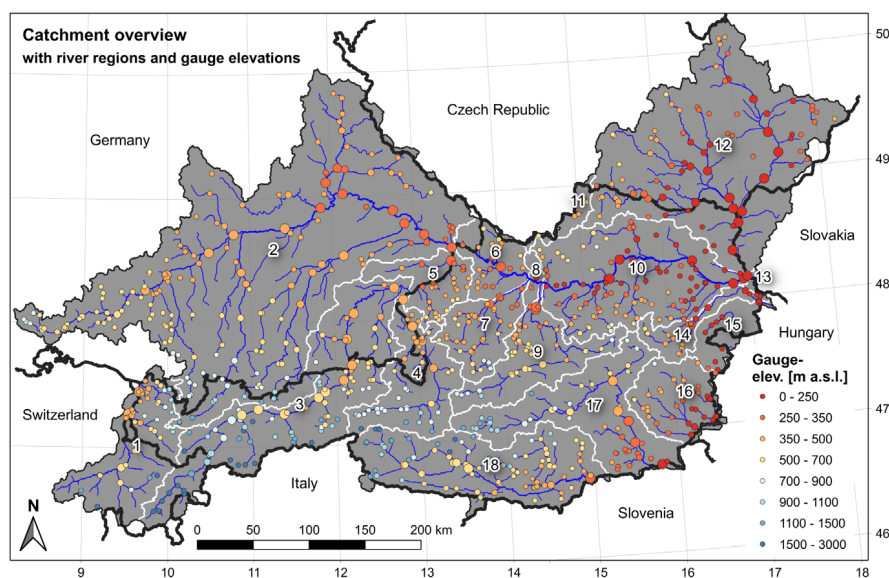 Catchment overview
with river regions and gauge elevations
Germany
Czech Republic
Slovakia
Hungary
Switzerland
Italy
Slovenia
1
2
3
4
5
6
7
8
9
10
11
12
13
14
15
16
17
18
Gauge-
elev. [m a.s.l.]
0 - 250
250 - 350
350 - 500
500 - 700
700 - 900
900 - 1100
1100 - 1500
1500 - 3000
N
0 50 100 150 200 km
50
49
48
47
46
9 10 11 12 13 14 15 16 17 18